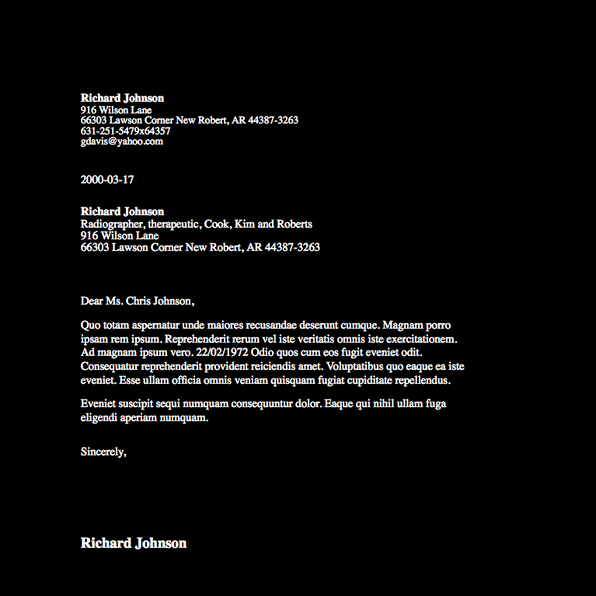 Richard Johnson
916 Wilson Lane
66303 Lawson Corner New Robert, AR 44387-3263
631-251-5479x64357
gdavis@yahoo.com
2000-03-17
Richard Johnson
Radiographer, therapeutic, Cook, Kim and Roberts
916 Wilson Lane
66303 Lawson Corner New Robert, AR 44387-3263
Dear Ms. Chris Johnson,
Quo totam aspernatur unde maiores recusandae deserunt cumque. Magnam porro
ipsam rem ipsum. Reprehenderit rerum vel iste veritatis omnis iste exercitationem.
Ad magnam ipsum vero. 22/02/1972 Odio quos cum eos fugit eveniet odit.
Consequatur reprehenderit provident reiciendis amet. Voluptatibus quo eaque ea iste
eveniet. Esse ullam officia omnis veniam quisquam fugiat cupiditate repellendus.
Eveniet suscipit sequi numquam consequuntur dolor. Eaque qui nihil ullam fuga
eligendi aperiam numquam.
Sincerely,
Richard Johnson